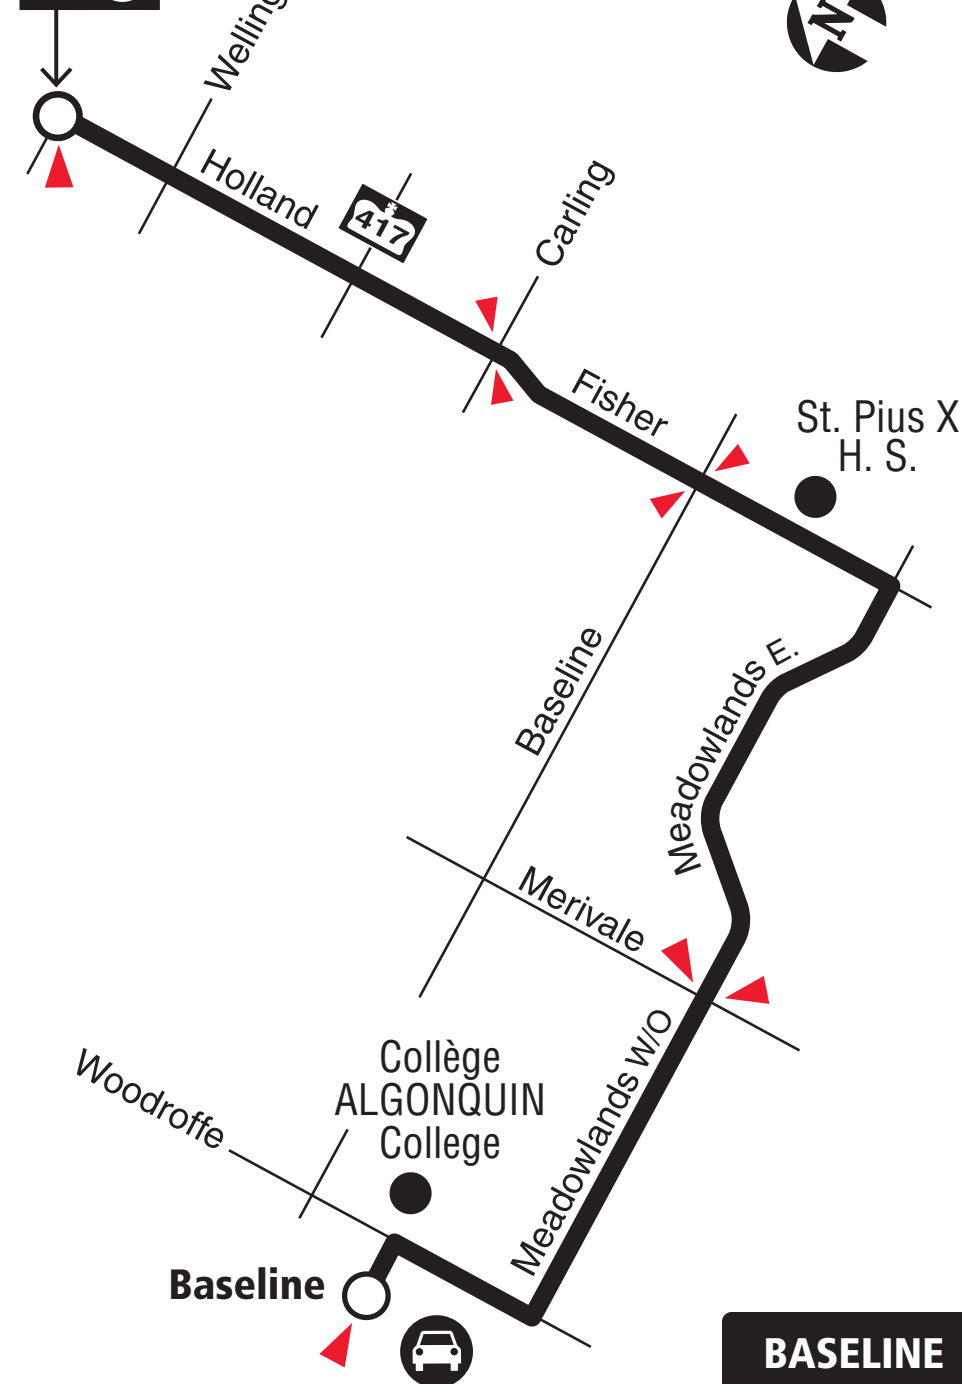 N
Holland
417
Carling
Fisher
St. Pius X
H. S.
Baseline
Meadowlands E.
Merivale
Collège
ALGONQUIN
College
Woodroffe
Meadowlands W/O
Baseline
BASELINE